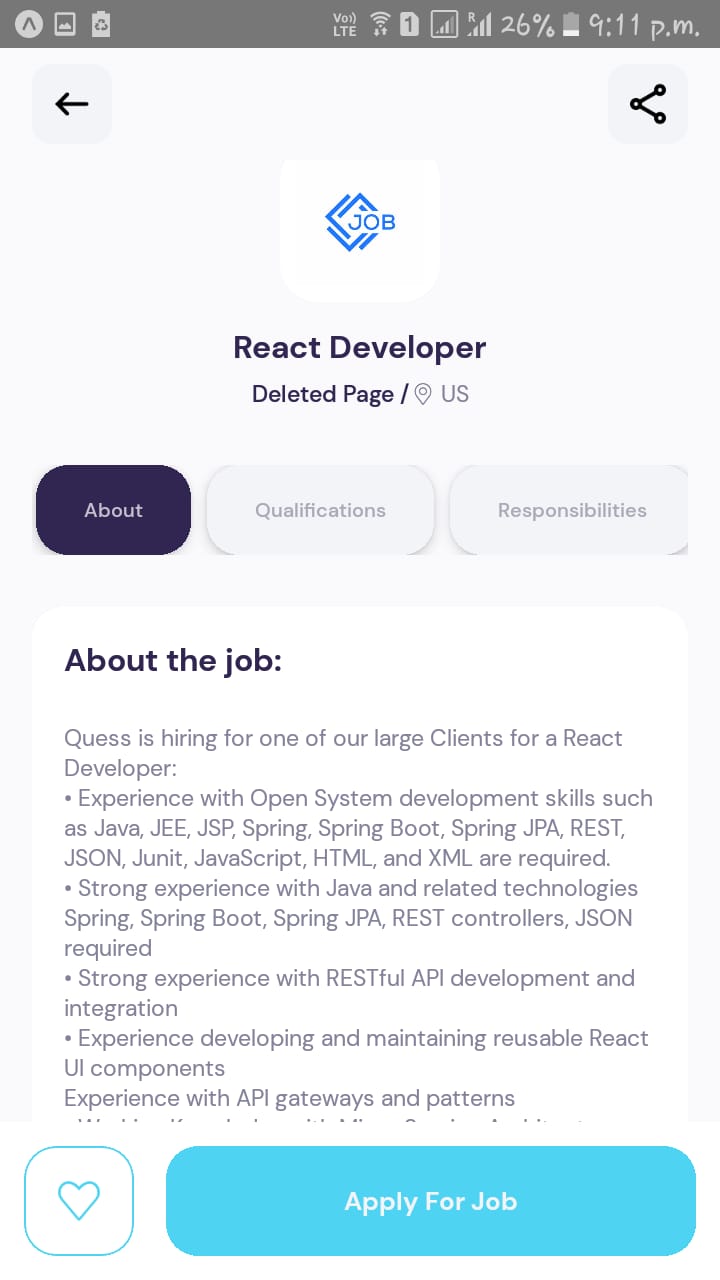 Vo))
LTE
1
R
26%
9:11 p.m.
JOB
React Developer
Deleted Page / US
About
Qualifications
Responsibilities
About the job:
Quess is hiring for one of our large Clients for a React
Developer:
• Experience with Open System development skills such
as Java, JEE, JSP, Spring, Spring Boot, Spring JPA, REST,
JSON, Junit, JavaScript, HTML, and XML are required.
• Strong experience with Java and related technologies
Spring, Spring Boot, Spring JPA, REST controllers, JSON
required
• Strong experience with RESTful API development and
integration
• Experience developing and maintaining reusable React
UI components
Experience with API gateways and patterns
Apply For Job